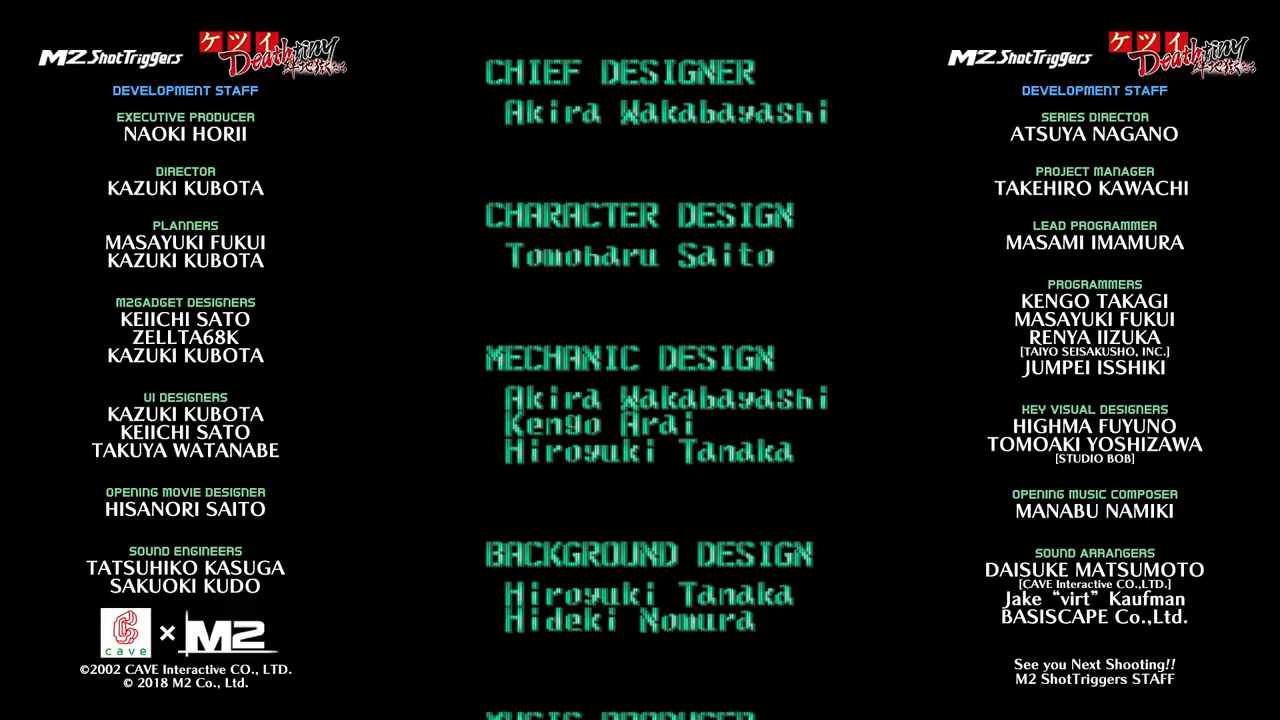 M2 ShotTriggers
ケツイ
Deathtiny
DEVELOPMENT STAFF
EXECUTIVE PRODUCER
NAOKI HORII
DIRECTOR
KAZUKI KUBOTA
PLANNERS
MASAYUKI FUKUI
KAZUKI KUBOTA
M2GADGET DESIGNERS
KEIICHI SATO
ZELLTA68K
KAZUKI KUBOTA
UI DESIGNERS
KAZUKI KUBOTA
KEIICHI SATO
TAKUYA WATANABE
OPENING MOVIE DESIGNER
HISANORI SAITO
SOUND ENGINEERS
TATSUHIKO KASUGA
SAKUOKI KUDO
cave × M2
©2002 CAVE Interactive CO., LTD.
© 2018 M2 Co., Ltd.
CHIEF DESIGNER
Akira Wakabayashi
CHARACTER DESIGN
Tomoharu Saito
MECHANIC DESIGN
Akira Wakabayashi
Kengo Arai
Hiroyuki Tanaka
BACKGROUND DESIGN
Hiroyuki Tanaka
Hideki Nomura
MUSIC PRODUCER
M2 ShotTriggers
ケツイ
Deathtiny
DEVELOPMENT STAFF
SERIES DIRECTOR
ATSUYA NAGANO
PROJECT MANAGER
TAKEHIRO KAWACHI
LEAD PROGRAMMER
MASAMI IMAMURA
PROGRAMMERS
KENGO TAKAGI
MASAYUKI FUKUI
RENYA IIZUKA
[TAIYO SEISAKUSHO, INC.]
JUMPEI ISSHIKI
KEY VISUAL DESIGNERS
HIGHMA FUYUNO
TOMOAKI YOSHIZAWA
[STUDIO BOB]
OPENING MUSIC COMPOSER
MANABU NAMIKI
SOUND ARRANGERS
DAISUKE MATSUMOTO
[CAVE Interactive CO.,LTD.]
Jake “virt” Kaufman
BASISCAPE Co.,Ltd.
See you Next Shooting!!
M2 ShotTriggers STAFF